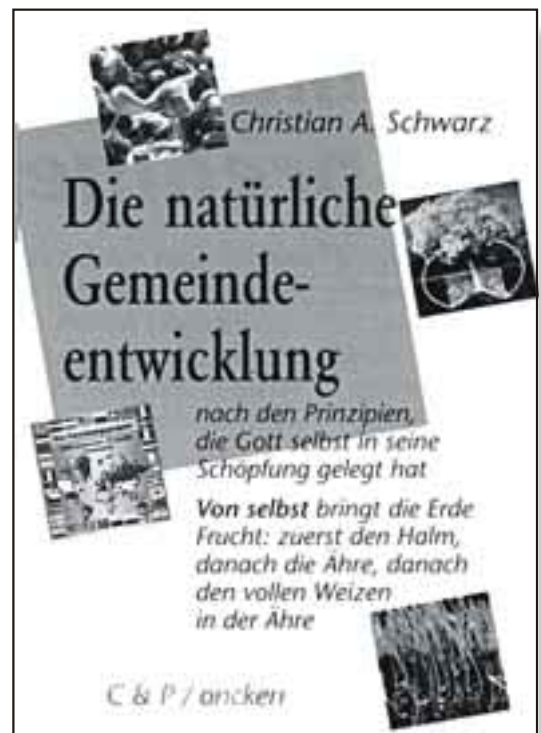 Christian A. Schwarz
Die natürliche
Gemeinde-
entwicklung
nach den Prinzipien,
die Gott selbst in seine
Schöpfung gelegt hat
Von selbst bringt die Erde
Frucht: zuerst den Halm,
danach die Ähre, danach
den vollen Weizen
in der Ähre
C & P / oncken